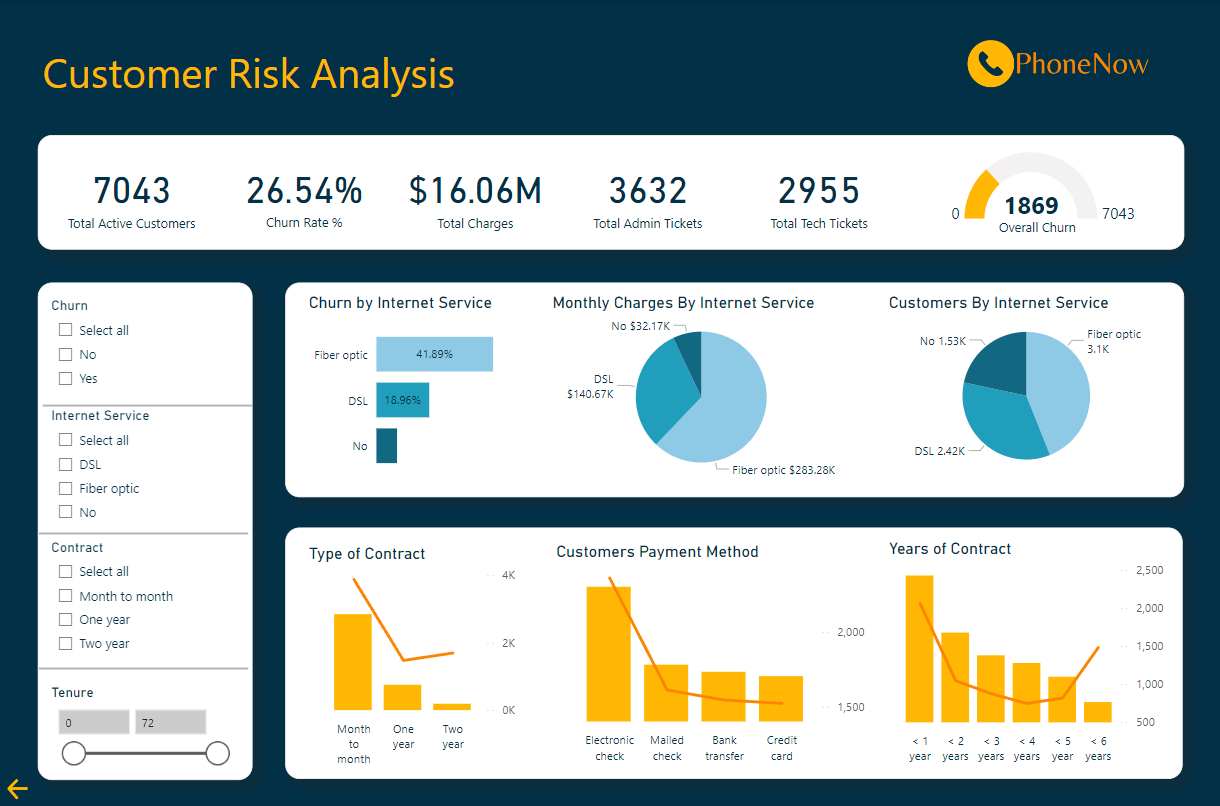 Customer Risk Analysis
PhoneNow
7043
Total Active Customers
26.54%
Churn Rate %
$16.06M
Total Charges
3632
Total Admin Tickets
2955
Total Tech Tickets
0
1869
7043
Overall Churn
Churn
Select all
No
Yes
Internet Service
Select all
DSL
Fiber optic
No
Contract
Select all
Month to month
One year
Two year
Tenure
0
72
Churn by Internet Service
Fiber optic
41.89%
DSL
18.96%
No
Monthly Charges By Internet Service
No $32.17K
DSL
$140.67K
Fiber optic $283.28K
Customers By Internet Service
No 1.53K
Fiber optic
3.1K
DSL 2.42K
Type of Contract
4K
2K
0K
Month
to
month
One
year
Two
year
Customers Payment Method
2,000
1,500
Electronic
check
Mailed
check
Bank
transfer
Credit
card
Years of Contract
2,500
2,000
1,500
1,000
500
< 1
year
< 2
years
< 3
years
< 4
years
< 5
year
< 6
years